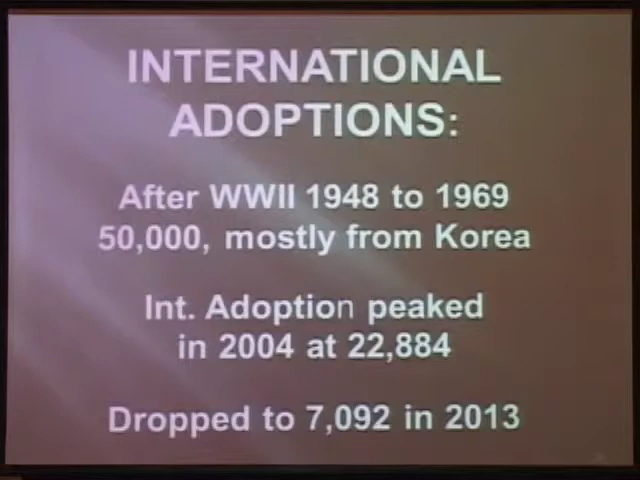 INTERNATIONAL
ADOPTIONS:
After WWII 1948 to 1969
50,000, mostly from Korea
Int. Adoption peaked
in 2004 at 22,884
Dropped to 7,092 in 2013